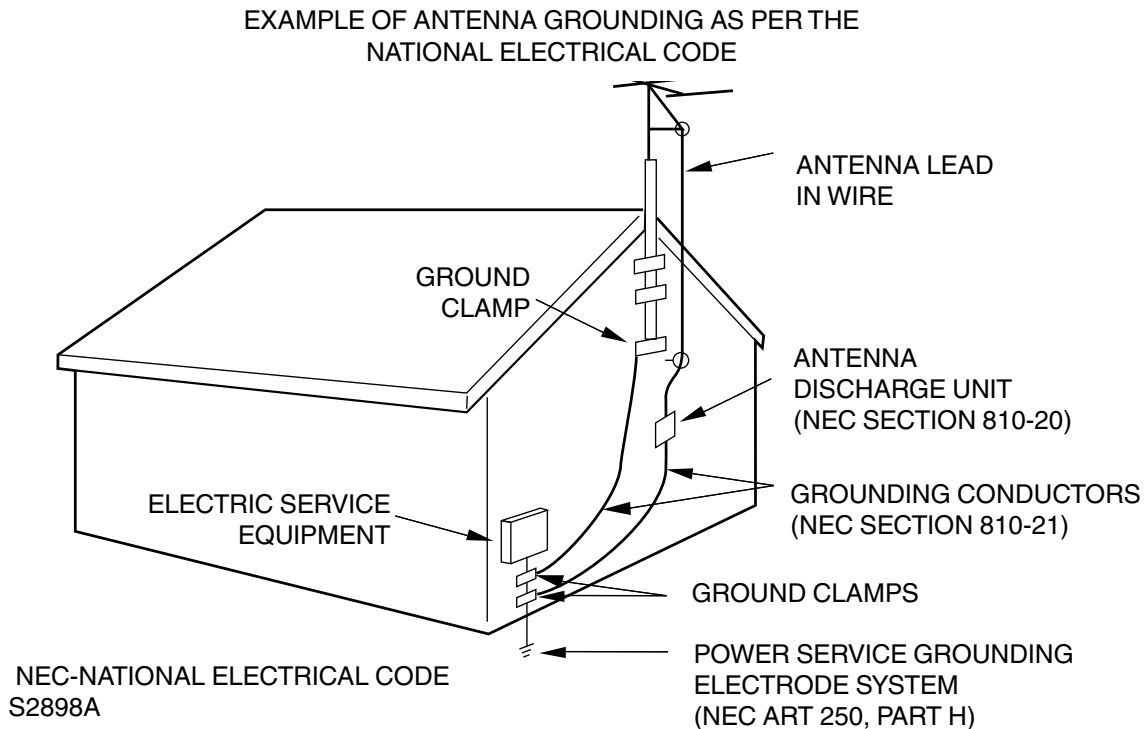 EXAMPLE OF ANTENNA GROUNDING AS PER THE
NATIONAL ELECTRICAL CODE
ANTENNA LEAD
IN WIRE
GROUND
CLAMP
ANTENNA
DISCHARGE UNIT
(NEC SECTION 810-20)
ELECTRIC SERVICE
EQUIPMENT
GROUNDING CONDUCTORS
(NEC SECTION 810-21)
GROUND CLAMPS
POWER SERVICE GROUNDING
ELECTRODE SYSTEM
(NEC ART 250, PART H)
NEC-NATIONAL ELECTRICAL CODE
S2898A